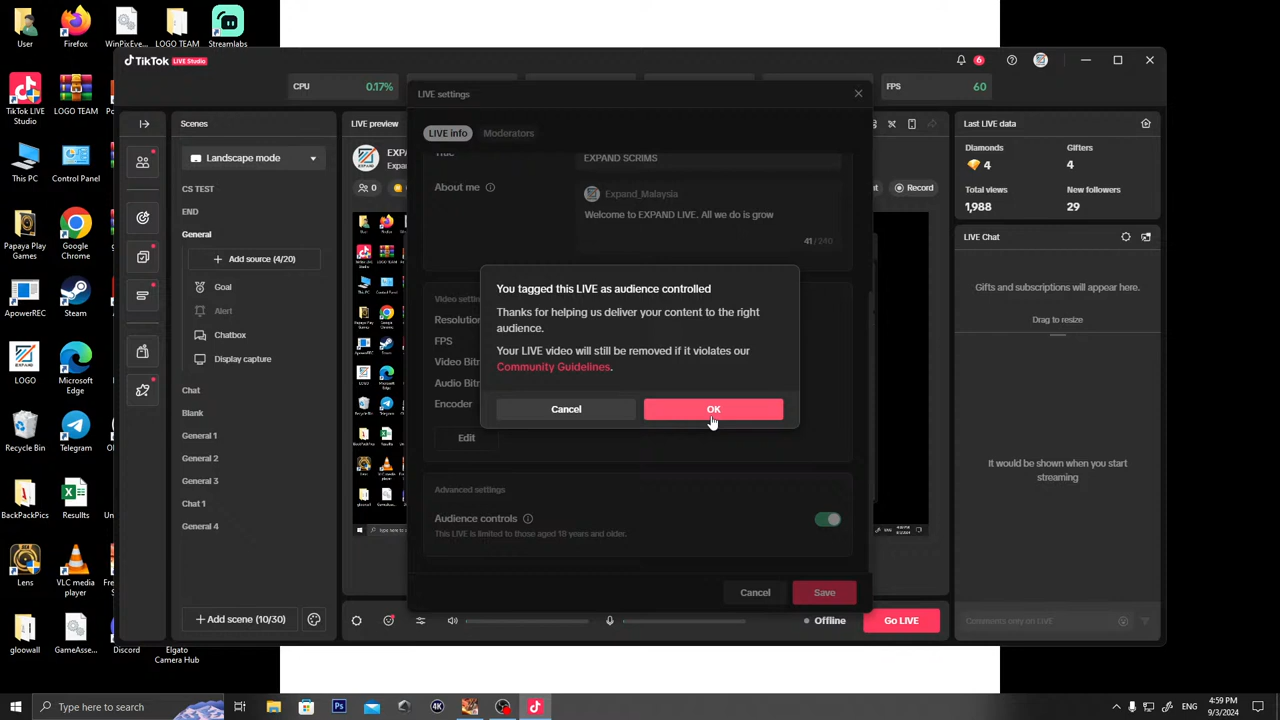 User
Firefox
WinPixEve...
LOGO TEAM
Streamlabs
TikTok LIVE Studio
LOGO TEAM
This PC
Control Panel
Papaya Play Games
Google Chrome
ApowerREC
Steam
LOGO
Microsoft Edge
Recycle Bin
Telegram
BackPackPics
Resullts
Lens
VLC media player
gloowall
GameAsse...
Discord
Elgato Camera Hub
TikTok LIVE Studio
6
CPU 0.17%
FPS 60
Scenes
Landscape mode
CS TEST
END
General
Add source (4/20)
Goal
Alert
Chatbox
Display capture
Chat
Blank
General 1
General 2
General 3
Chat 1
General 4
Add scene (10/30)
LIVE preview
0
Record
LIVE settings
LIVE info
Moderators
Title
EXPAND SCRIMS
About me
Expand_Malaysia
Welcome to EXPAND LIVE. All we do is grow
41/240
Resolution
FPS
Encoder
Edit
Advanced settings
Audience controls
This LIVE is limited to those aged 18 years and older.
Cancel
Save
You tagged this LIVE as audience controlled
Thanks for helping us deliver your content to the right
audience.
Your LIVE video will still be removed if it violates our
Community Guidelines.
Cancel
OK
Offline
Go LIVE
Last LIVE data
Diamonds
Gifters
4
4
Total views
New followers
1,988
29
LIVE Chat
Gifts and subscriptions will appear here.
Drag to resize
It would be shown when you start
streaming
Comments only on LIVE
Type here to search
4:59 PM
9/3/2024